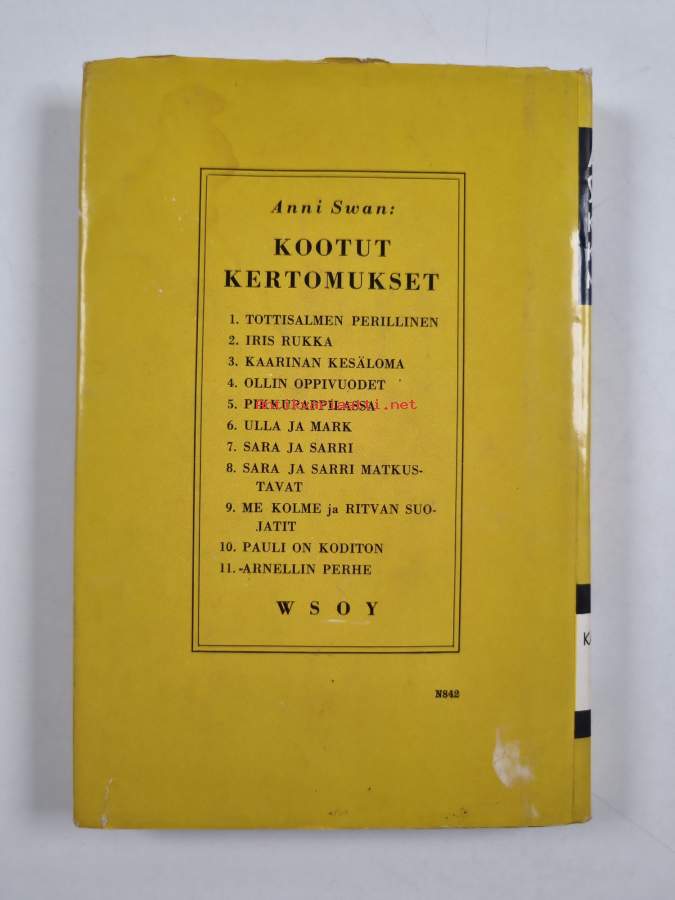 Anni Swan:
KOOTUT
KERTOMUKSET
1. TOTTISALMEN PERILLINEN
2. IRIS RUKKA
3. KAARINAN KESÄLOMA
4. OLLIN OPPIVUODET
5. PIKKUPAPPILASSA
6. ULLA JA MARK
7. SARA JA SARRI
8. SARA JA SARRI MATKUS-
TAVAT
9. ME KOLME ja RITVAN SUO-
JATIT
10. PAULI ON KODITON
11. ARNELLIN PERHE
WSOY
N842